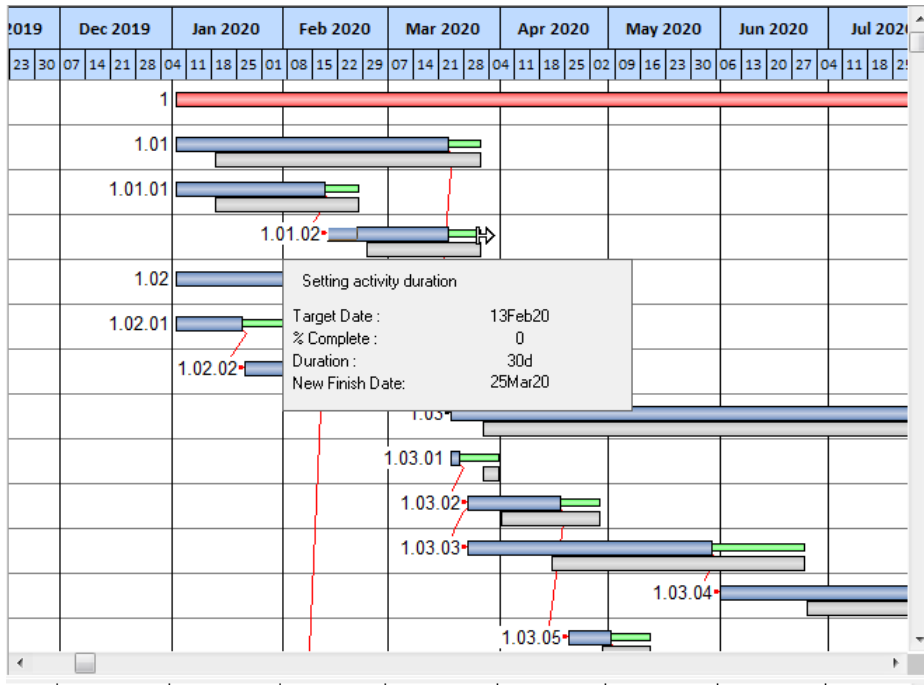 2019 Dec 2019 Jan 2020 Feb 2020 Mar 2020 Apr 2020 May 2020 Jun 2020 Jul 202
23 30 07 14 21 28 04 11 18 25 01 08 15 22 29 07 14 21 28 04 11 18 25 02 09 16 23 30 06 13 20 27 04 11 18 25
1
1.01
1.01.01
1.01.02
1.02
Setting activity duration
1.02.01
Target Date : 13Feb20
% Complete : 0
1.02.02
Duration : 30d
New Finish Date: 25Mar20
1.03
1.03.01
1.03.02
1.03.03
1.03.04
1.03.05